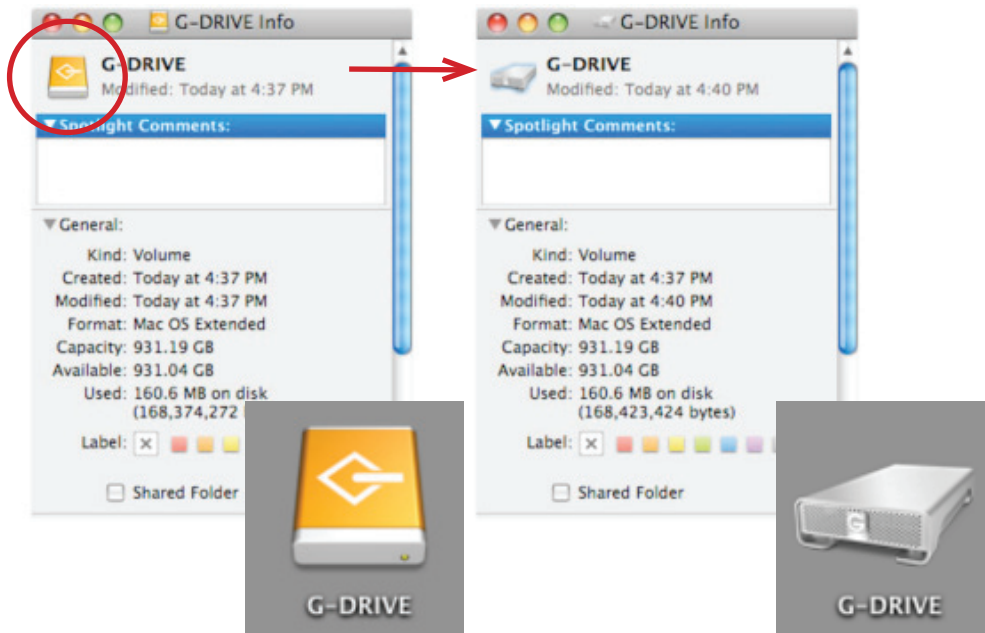 G-DRIVE Info
G-DRIVE
Modified: Today at 4:37 PM
Spotlight Comments:
General:
Kind: Volume
Created: Today at 4:37 PM
Modified: Today at 4:37 PM
Format: Mac OS Extended
Capacity: 931.19 GB
Available: 931.04 GB
Used: 160.6 MB on disk
(168,374,272
Label:
Shared Folder
G-DRIVE
G-DRIVE Info
G-DRIVE
Modified: Today at 4:40 PM
Spotlight Comments:
General:
Kind: Volume
Created: Today at 4:37 PM
Modified: Today at 4:40 PM
Format: Mac OS Extended
Capacity: 931.19 GB
Available: 931.04 GB
Used: 160.6 MB on disk
(168,423,424 bytes)
Label:
Shared Folder
G
G-DRIVE